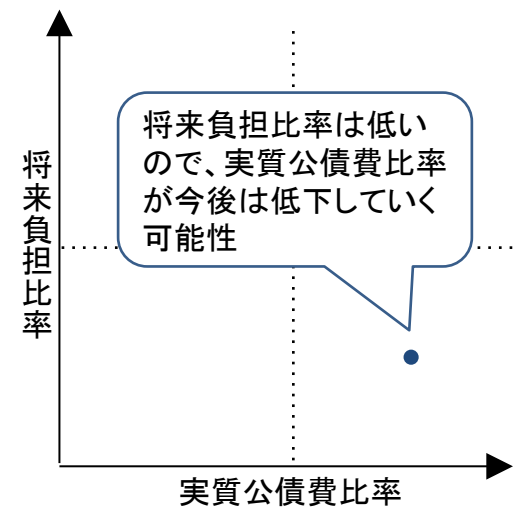 将来負担比率は低い
ので、実質公債費比率
が今後は低下していく
可能性
将来負担比率
実質公債費比率